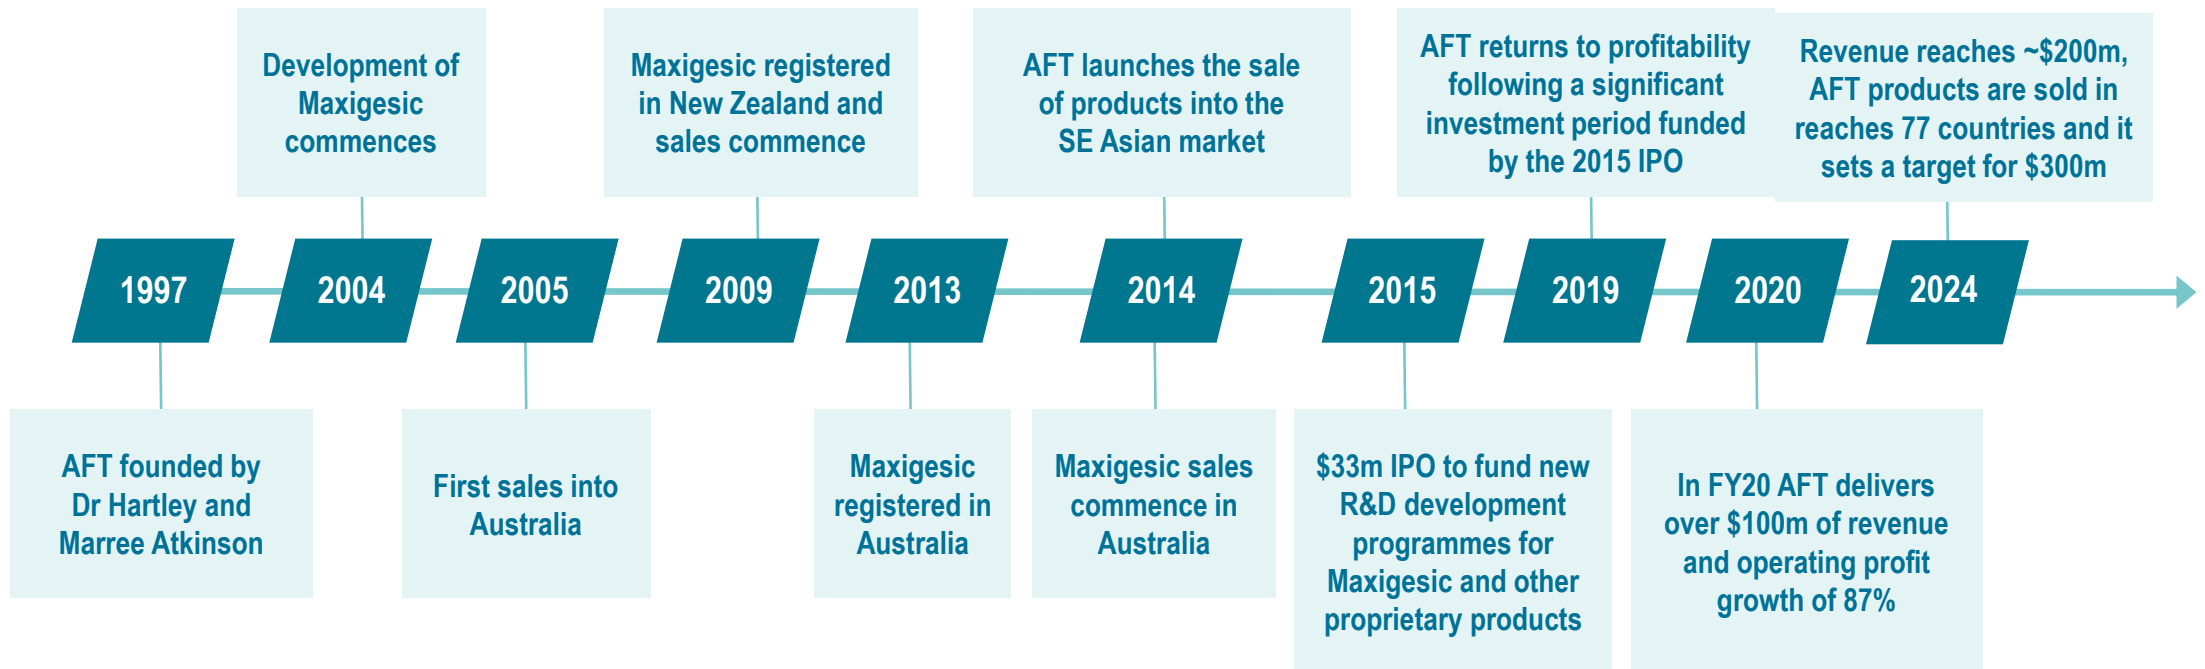 Development of
Maxigesic
commences
Maxigesic registered
in New Zealand and
sales commence
AFT launches the sale
of products into the
SE Asian market
AFT returns to profitability
following a significant
investment period funded
by the 2015 IPO
Revenue reaches ~$200m,
AFT products are sold in
reaches 77 countries and it
sets a target for $300m
1997
2004
2005
2009
2013
2014
2015
2019
2020
2024
AFT founded by
Dr Hartley and
Marree Atkinson
First sales into
Australia
Maxigesic
registered in
Australia
Maxigesic sales
commence in
Australia
$33m IPO to fund new
R&D development
programmes for
Maxigesic and other
proprietary products
In FY20 AFT delivers
over $100m of revenue
and operating profit
growth of 87%